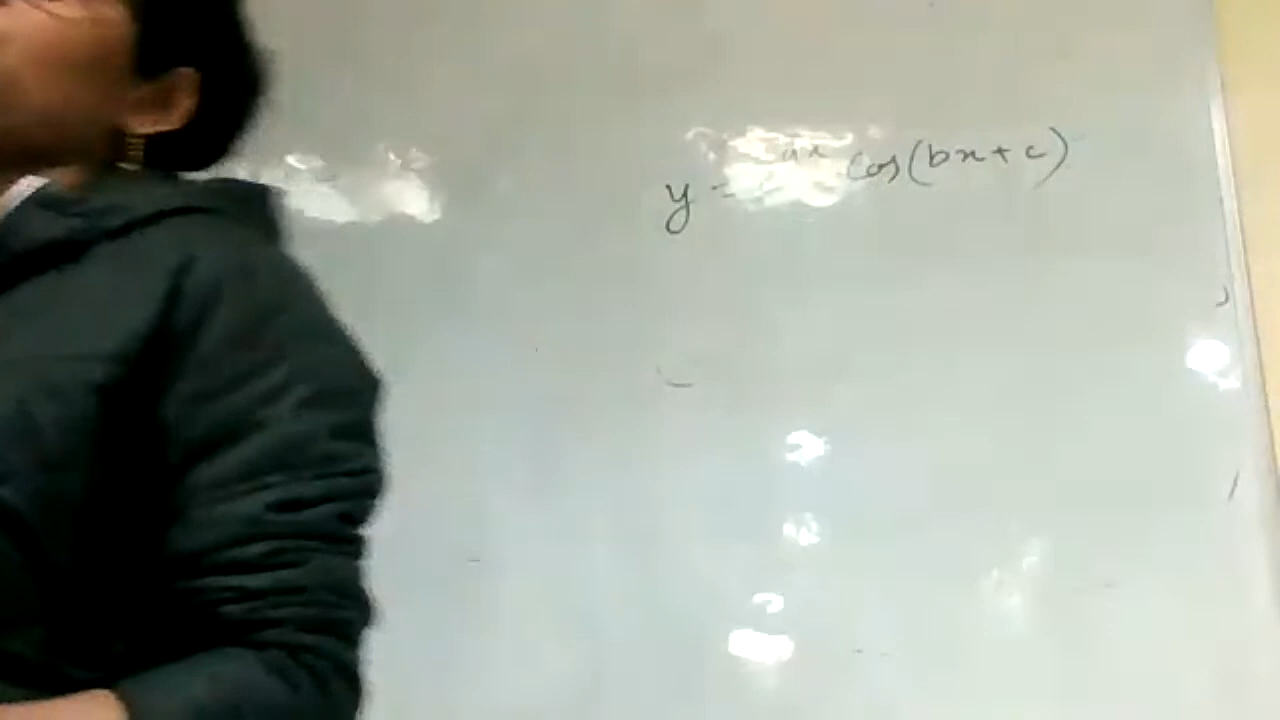 y = e^{ax} cos(bx+c)